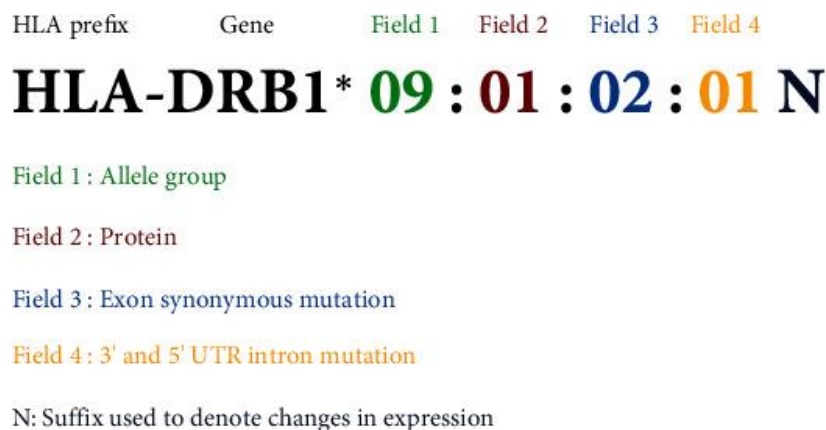 HLA prefix Gene Field 1 Field 2 Field 3 Field 4
HLA-DRB1* 09 : 01 : 02 : 01 N
Field 1 : Allele group
Field 2 : Protein
Field 3 : Exon synonymous mutation
Field 4 : 3' and 5' UTR intron mutation
N: Suffix used to denote changes in expression